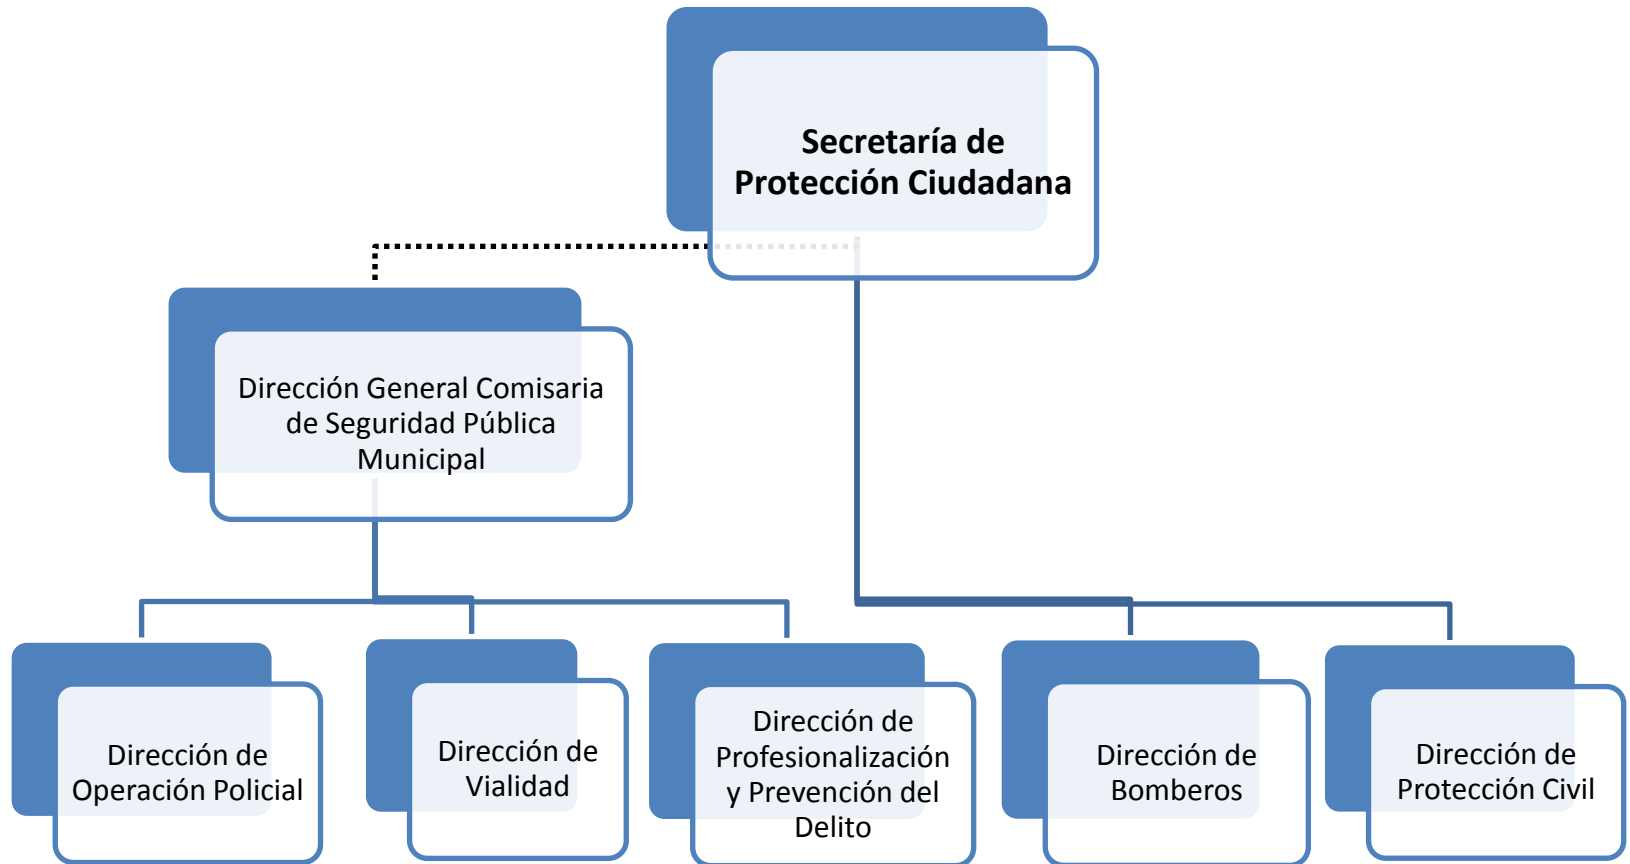 Secretaría de
Protección Ciudadana
Dirección General Comisaria
de Seguridad Pública
Municipal
Dirección de
Operación Policial
Dirección de
Vialidad
Dirección de
Profesionalización
y Prevención del
Delito
Dirección de
Bomberos
Dirección de
Protección Civil